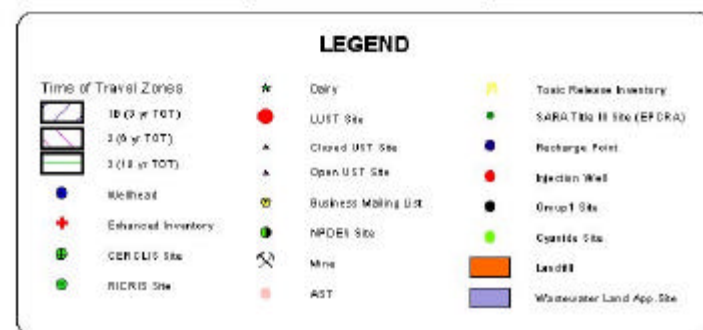 LEGEND
Time of Travel Zones
1B (3 yr TOT)
2 (6 yr TOT)
3 (10 yr TOT)
Wellhead
Enhanced Inventory
CERCLIS Site
RICRIS Site
Dairy
LUST Site
Closed UST Site
Open UST Site
Business Mailing List
NPDES Site
Mine
AST
Toxic Release Inventory
SARA Title III Site (EPCRA)
Recharge Point
Injection Well
Group1 Site
Cyanide Site
Landfill
Wastewater Land App. Site